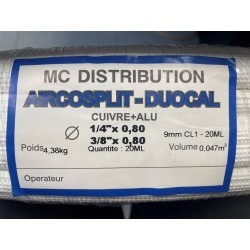 MC DISTRIBUTION
AIRCOSPLIT-DUOCAL
CUIVRE+ALU
Ø 1/4"x 0,80 9mm CL1 - 20ML
3/8"x 0,80
Poids 4,38kg Quantite : 20ML Volume 0,047m³
Operateur